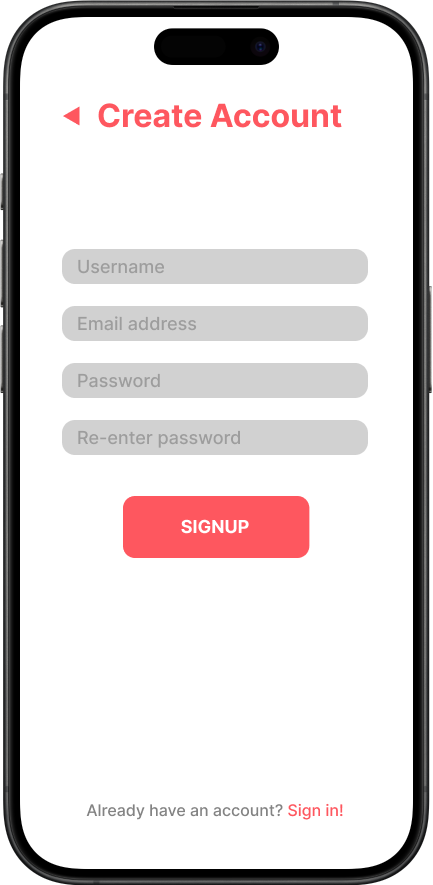 Create Account
Username
Email address
Password
Re-enter password
SIGNUP
Already have an account? Sign in!